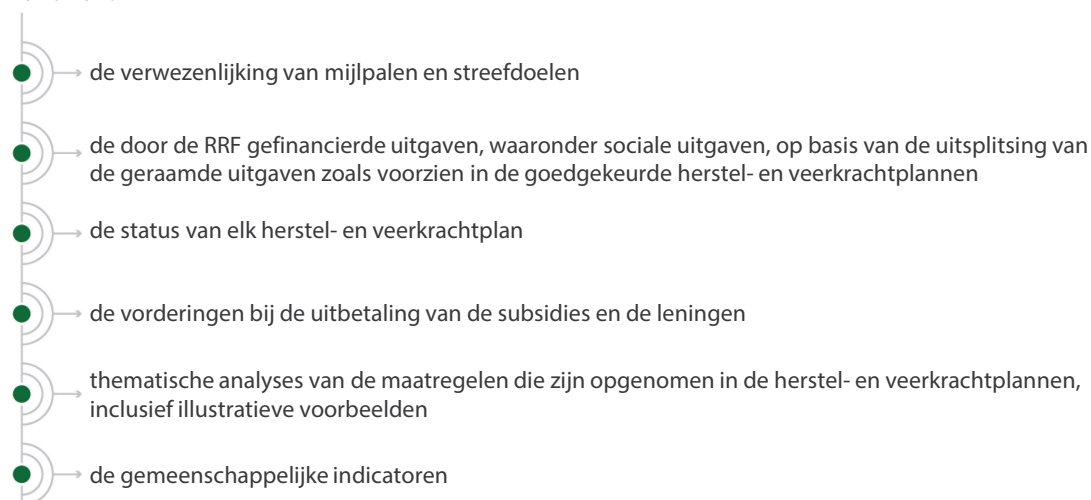 de verwezenlijking van mijlpalen en streefdoelen
de door de RRF gefinancierde uitgaven, waaronder sociale uitgaven, op basis van de uitsplitsing van
de geraamde uitgaven zoals voorzien in de goedgekeurde herstel- en veerkrachtplannen
de status van elk herstel- en veerkrachtplan
de vorderingen bij de uitbetaling van de subsidies en de leningen
thematische analyses van de maatregelen die zijn opgenomen in de herstel- en veerkrachtplannen,
inclusief illustratieve voorbeelden
de gemeenschappelijke indicatoren